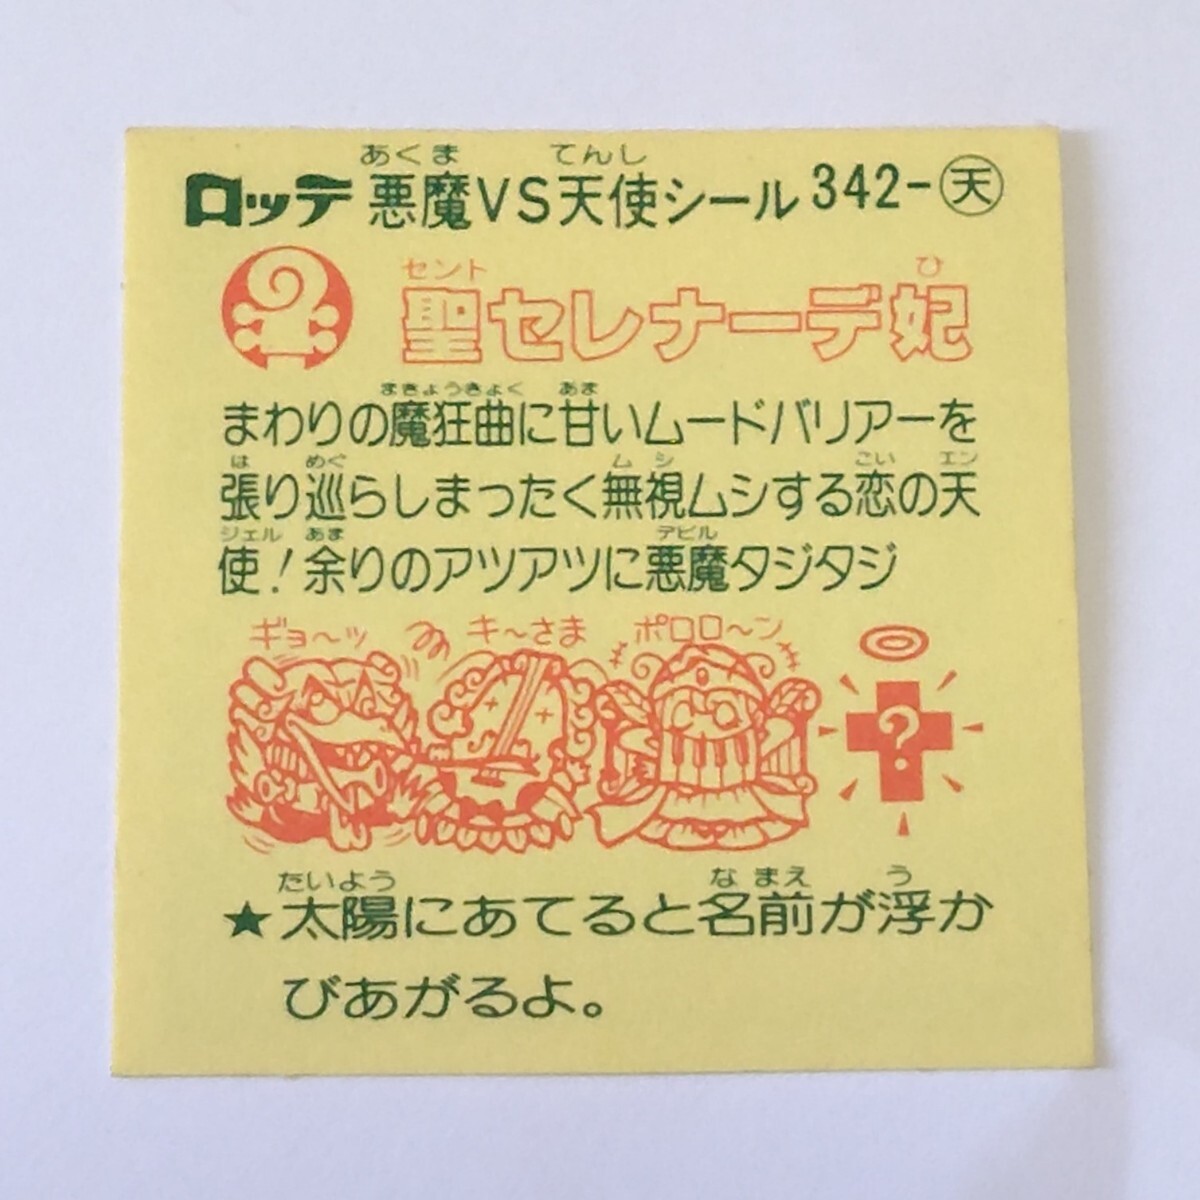 あくま てんし
ロッテ 悪魔VS天使シール 342-天
セント ひ
聖セレナーデ妃
まきょうきょく あま
まわりの魔狂曲に甘いムードバリアーを
は めぐ ムシ こい エン
張り巡らしまったく無視ムシする恋の天
ジェル あま デビル
使！余りのアツアツに悪魔タジタジ
ギョ〜ッ キ〜さま ポロロ〜ン
?
たいよう なまえ う
★太陽にあてると名前が浮か
びあがるよ。